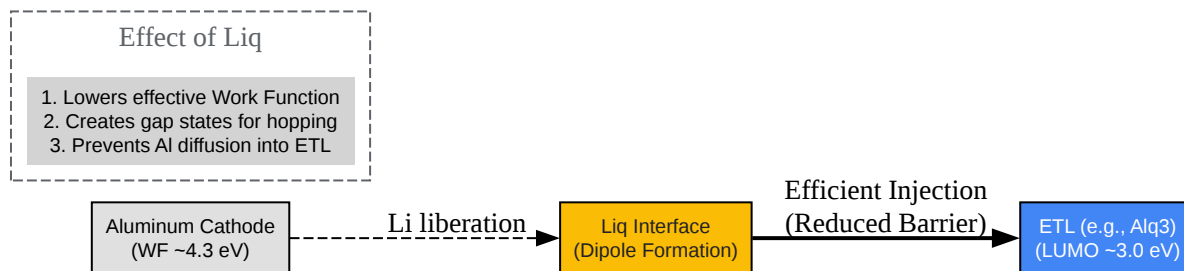 Effect of Liq
1. Lowers effective Work Function
2. Creates gap states for hopping
3. Prevents Al diffusion into ETL
Aluminum Cathode
(WF ~4.3 eV)
Li liberation
Liq Interface
(Dipole Formation)
Efficient Injection
(Reduced Barrier)
ETL (e.g., Alq3)
(LUMO ~3.0 eV)